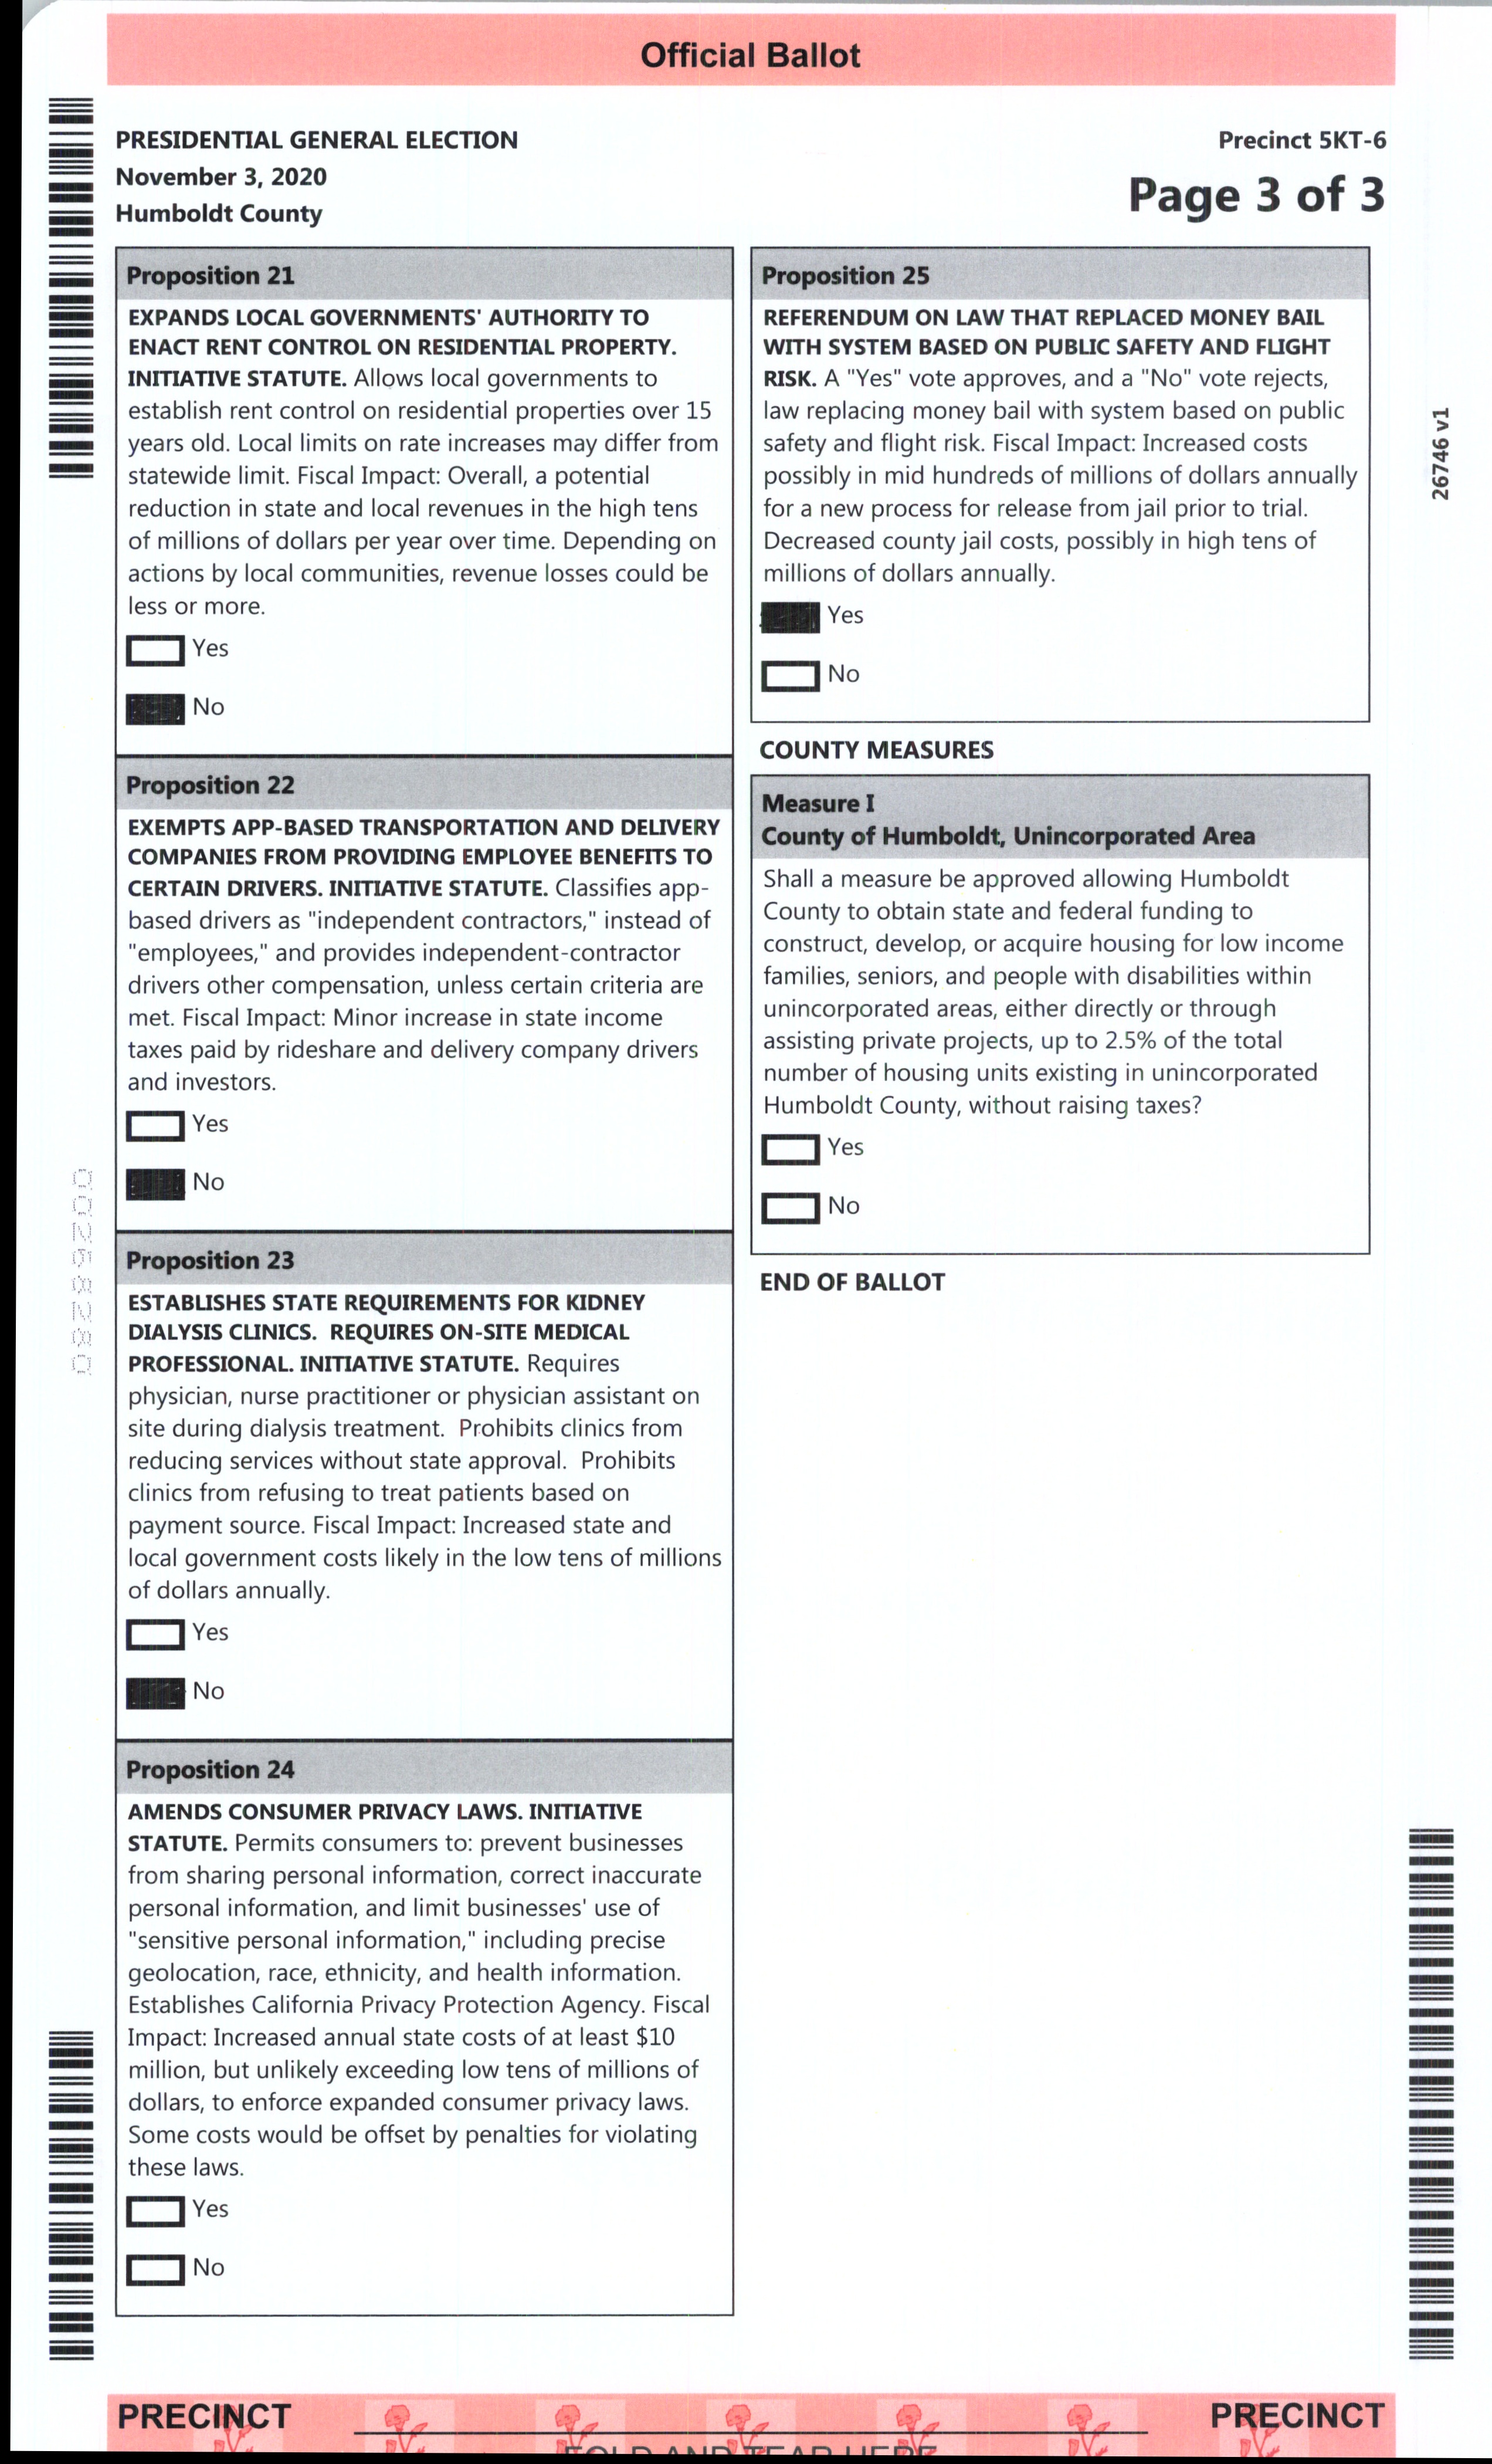 Official Ballot
PRESIDENTIAL GENERAL ELECTION
November 3, 2020
Humboldt County
Precinct 5KT-6
Page 3 of 3
Proposition 21
EXPANDS LOCAL GOVERNMENTS' AUTHORITY TO
ENACT RENT CONTROL ON RESIDENTIAL PROPERTY.
INITIATIVE STATUTE. Allows local governments to
establish rent control on residential properties over 15
years old. Local limits on rate increases may differ from
statewide limit. Fiscal Impact: Overall, a potential
reduction in state and local revenues in the high tens
of millions of dollars per year over time. Depending on
actions by local communities, revenue losses could be
less or more.
Yes
No
Proposition 22
EXEMPTS APP-BASED TRANSPORTATION AND DELIVERY
COMPANIES FROM PROVIDING EMPLOYEE BENEFITS TO
CERTAIN DRIVERS. INITIATIVE STATUTE. Classifies app-
based drivers as "independent contractors," instead of
"employees," and provides independent-contractor
drivers other compensation, unless certain criteria are
met. Fiscal Impact: Minor increase in state income
taxes paid by rideshare and delivery company drivers
and investors.
Yes
No
Proposition 23
ESTABLISHES STATE REQUIREMENTS FOR KIDNEY
DIALYSIS CLINICS.  REQUIRES ON-SITE MEDICAL
PROFESSIONAL. INITIATIVE STATUTE. Requires
physician, nurse practitioner or physician assistant on
site during dialysis treatment.  Prohibits clinics from
reducing services without state approval.  Prohibits
clinics from refusing to treat patients based on
payment source. Fiscal Impact: Increased state and
local government costs likely in the low tens of millions
of dollars annually.
Yes
No
Proposition 24
AMENDS CONSUMER PRIVACY LAWS. INITIATIVE
STATUTE. Permits consumers to: prevent businesses
from sharing personal information, correct inaccurate
personal information, and limit businesses' use of
"sensitive personal information," including precise
geolocation, race, ethnicity, and health information.
Establishes California Privacy Protection Agency. Fiscal
Impact: Increased annual state costs of at least $10
million, but unlikely exceeding low tens of millions of
dollars, to enforce expanded consumer privacy laws.
Some costs would be offset by penalties for violating
these laws.
Yes
No
Proposition 25
REFERENDUM ON LAW THAT REPLACED MONEY BAIL
WITH SYSTEM BASED ON PUBLIC SAFETY AND FLIGHT
RISK. A "Yes" vote approves, and a "No" vote rejects,
law replacing money bail with system based on public
safety and flight risk. Fiscal Impact: Increased costs
possibly in mid hundreds of millions of dollars annually
for a new process for release from jail prior to trial.
Decreased county jail costs, possibly in high tens of
millions of dollars annually.
Yes
No
COUNTY MEASURES
Measure I
County of Humboldt, Unincorporated Area
Shall a measure be approved allowing Humboldt
County to obtain state and federal funding to
construct, develop, or acquire housing for low income
families, seniors, and people with disabilities within
unincorporated areas, either directly or through
assisting private projects, up to 2.5% of the total
number of housing units existing in unincorporated
Humboldt County, without raising taxes?
Yes
No
END OF BALLOT
26746 v1
PRECINCT
PRECINCT
FOLD AND TEAR HERE